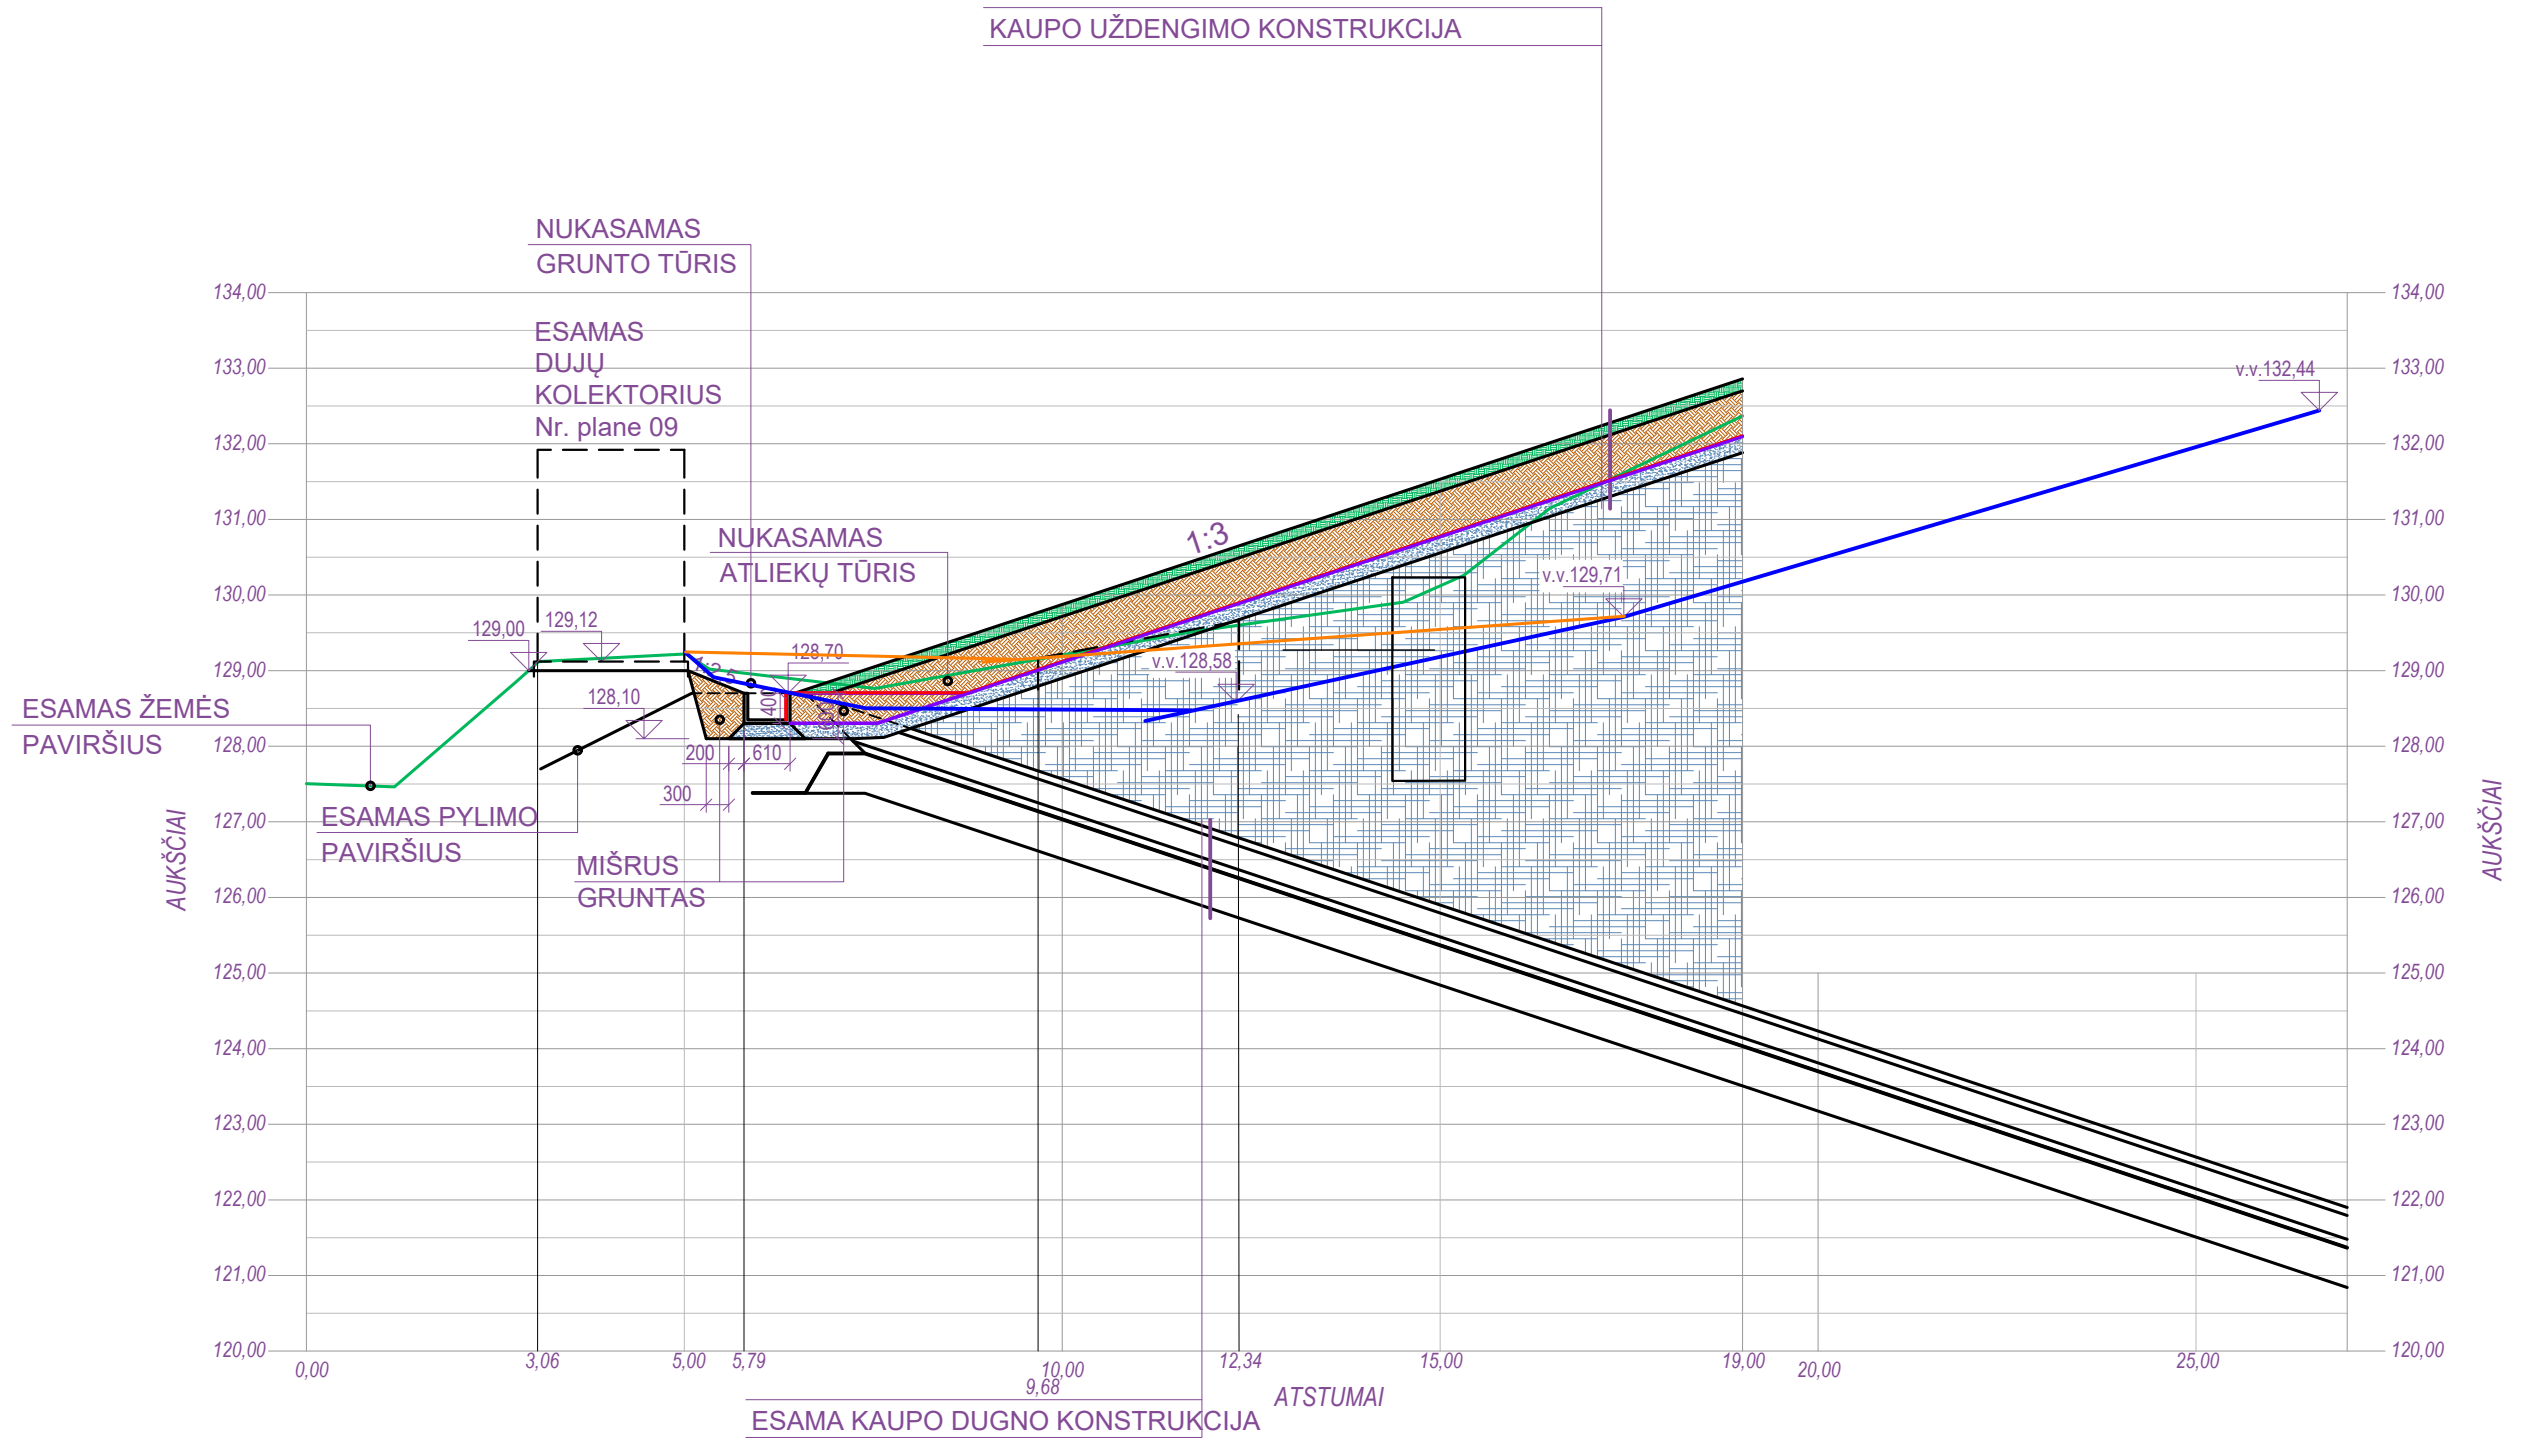 KAUPO UŽDENGIMO KONSTRUKCIJA
NUKASAMAS
GRUNTO TŪRIS
134,00
134,00
ESAMAS
DUJŲ
KOLEKTORIUS
Nr. plane 09
133,00
133,00
v.v.132,44
132,00
132,00
131,00
131,00
NUKASAMAS
ATLIEKŲ TŪRIS
1:3
v.v.129,71
130,00
130,00
129,00
129,12
128,70
v.v.128,58
129,00
129,00
128,10
400
ESAMAS ŽEMĖS
PAVIRŠIUS
128,00
128,00
200
610
300
127,00
127,00
ESAMAS PYLIMO
PAVIRŠIUS
AUKŠČIAI
AUKŠČIAI
MIŠRUS
GRUNTAS
126,00
126,00
125,00
125,00
124,00
124,00
123,00
123,00
122,00
122,00
121,00
121,00
120,00
120,00
0,00
3,06
5,00
5,79
9,68
10,00
12,34
15,00
19,00
20,00
25,00
ATSTUMAI
ESAMA KAUPO DUGNO KONSTRUKCIJA